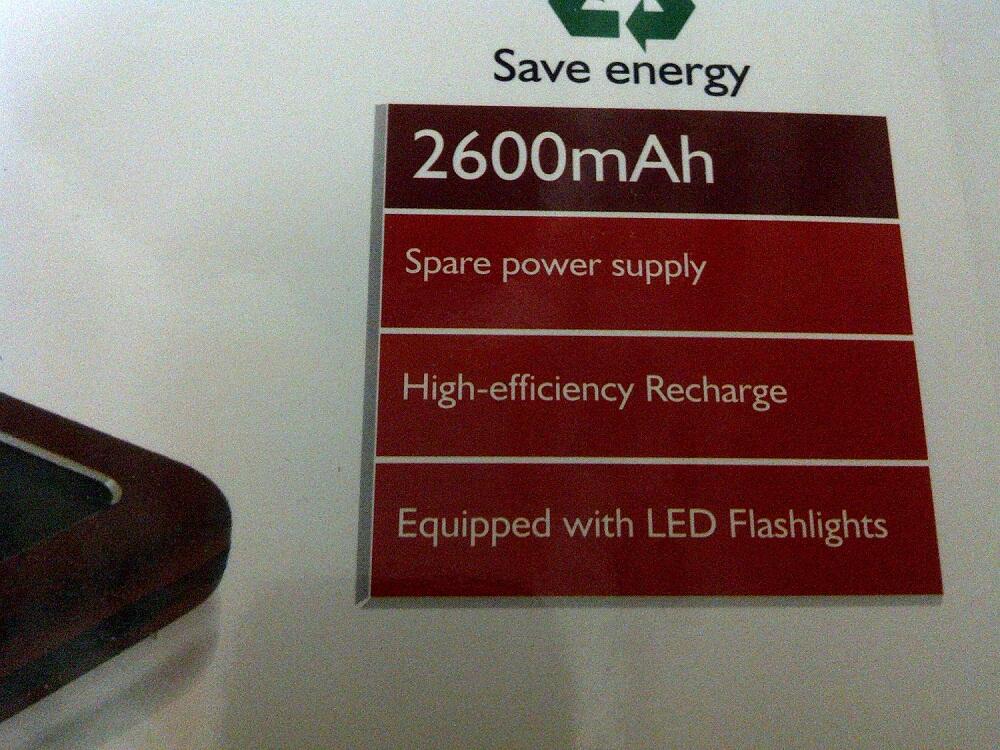 Save energy
2600mAh
Spare power supply
High-efficiency Recharge
Equipped with LED Flashlights